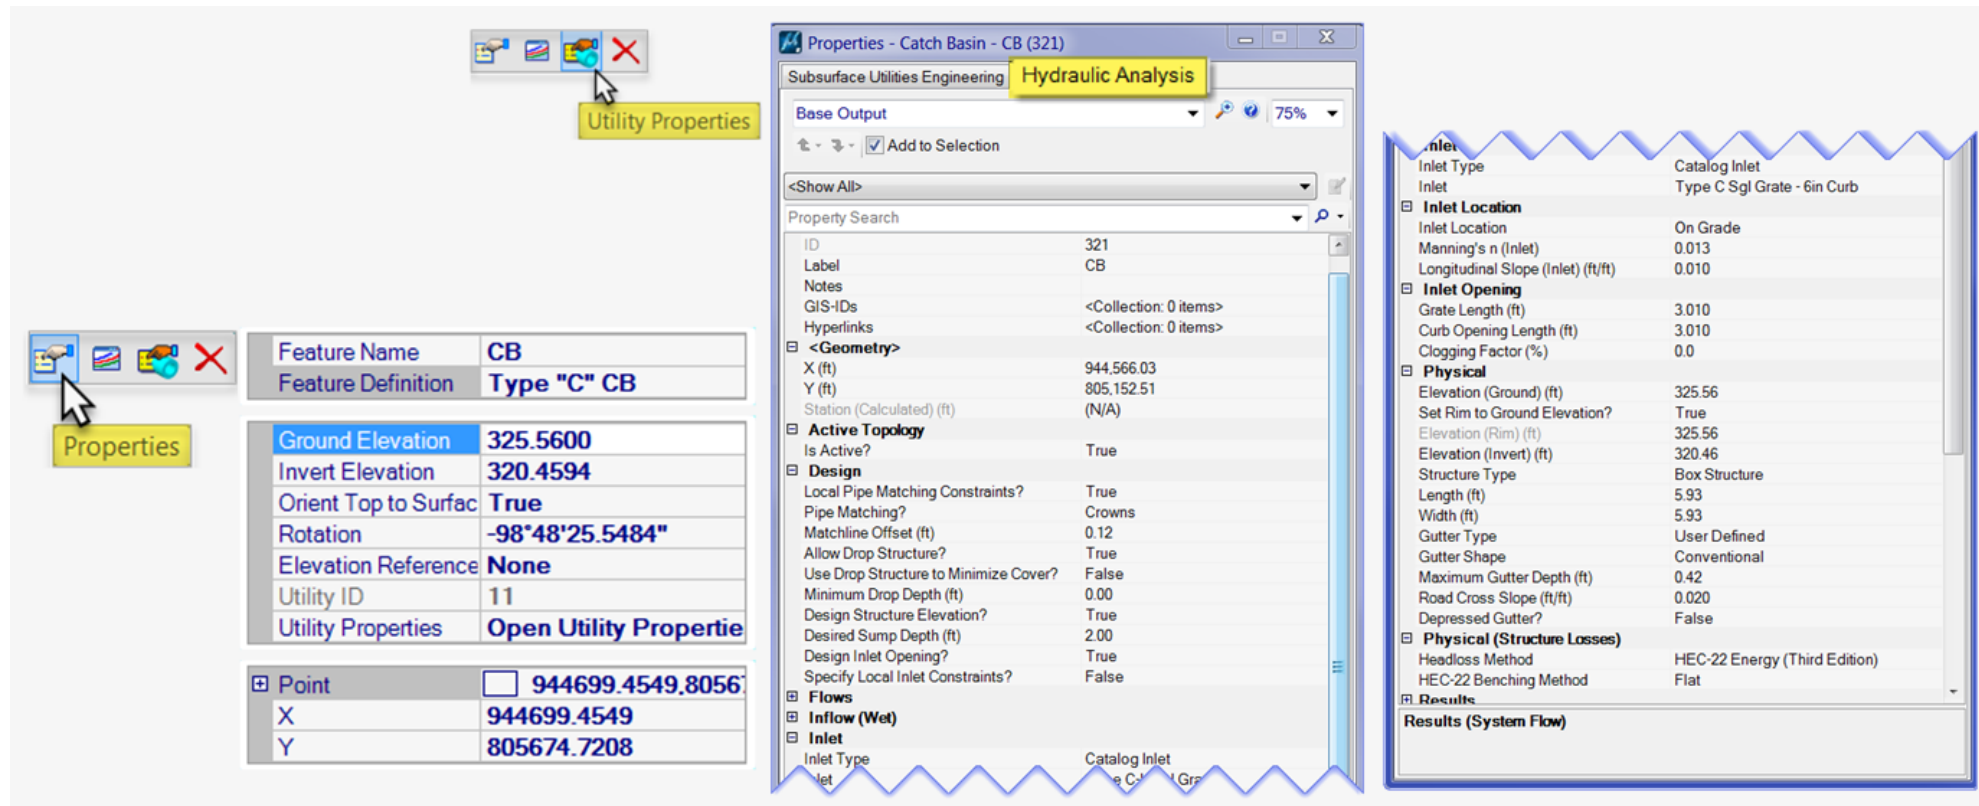 Utility Properties
Properties
Feature Name CB
Feature Definition Type "C" CB
Ground Elevation 325.5600
Invert Elevation 320.4594
Orient Top to Surfac True
Rotation -98°48'25.5484"
Elevation Reference None
Utility ID 11
Utility Properties Open Utility Propertie
Point 944699.4549,8056
X 944699.4549
Y 805674.7208
Properties - Catch Basin - CB (321)
Subsurface Utilities Engineering Hydraulic Analysis
Base Output 75%
Add to Selection
<Show All>
Property Search
ID 321
Label CB
Notes
GIS-IDs <Collection: 0 items>
Hyperlinks <Collection: 0 items>
<Geometry>
X (ft) 944,566.03
Y (ft) 805,152.51
Station (Calculated) (ft) (N/A)
Active Topology
Is Active? True
Design
Local Pipe Matching Constraints? True
Pipe Matching? Crowns
Matchline Offset (ft) 0.12
Allow Drop Structure? True
Use Drop Structure to Minimize Cover? False
Minimum Drop Depth (ft) 0.00
Design Structure Elevation? True
Desired Sump Depth (ft) 2.00
Design Inlet Opening? True
Specify Local Inlet Constraints? False
Flows
Inflow (Wet)
Inlet
Inlet Type Catalog Inlet
Inlet Type Catalog Inlet
Inlet Type C Sgl Grate - 6in Curb
Inlet Location
Inlet Location On Grade
Manning's n (Inlet) 0.013
Longitudinal Slope (Inlet) (ft/ft) 0.010
Inlet Opening
Grate Length (ft) 3.010
Curb Opening Length (ft) 3.010
Clogging Factor (%) 0.0
Physical
Elevation (Ground) (ft) 325.56
Set Rim to Ground Elevation? True
Elevation (Rim) (ft) 325.56
Elevation (Invert) (ft) 320.46
Structure Type Box Structure
Length (ft) 5.93
Width (ft) 5.93
Gutter Type User Defined
Gutter Shape Conventional
Maximum Gutter Depth (ft) 0.42
Road Cross Slope (ft/ft) 0.020
Depressed Gutter? False
Physical (Structure Losses)
Headloss Method HEC-22 Energy (Third Edition)
HEC-22 Benching Method Flat
Results
Results (System Flow)